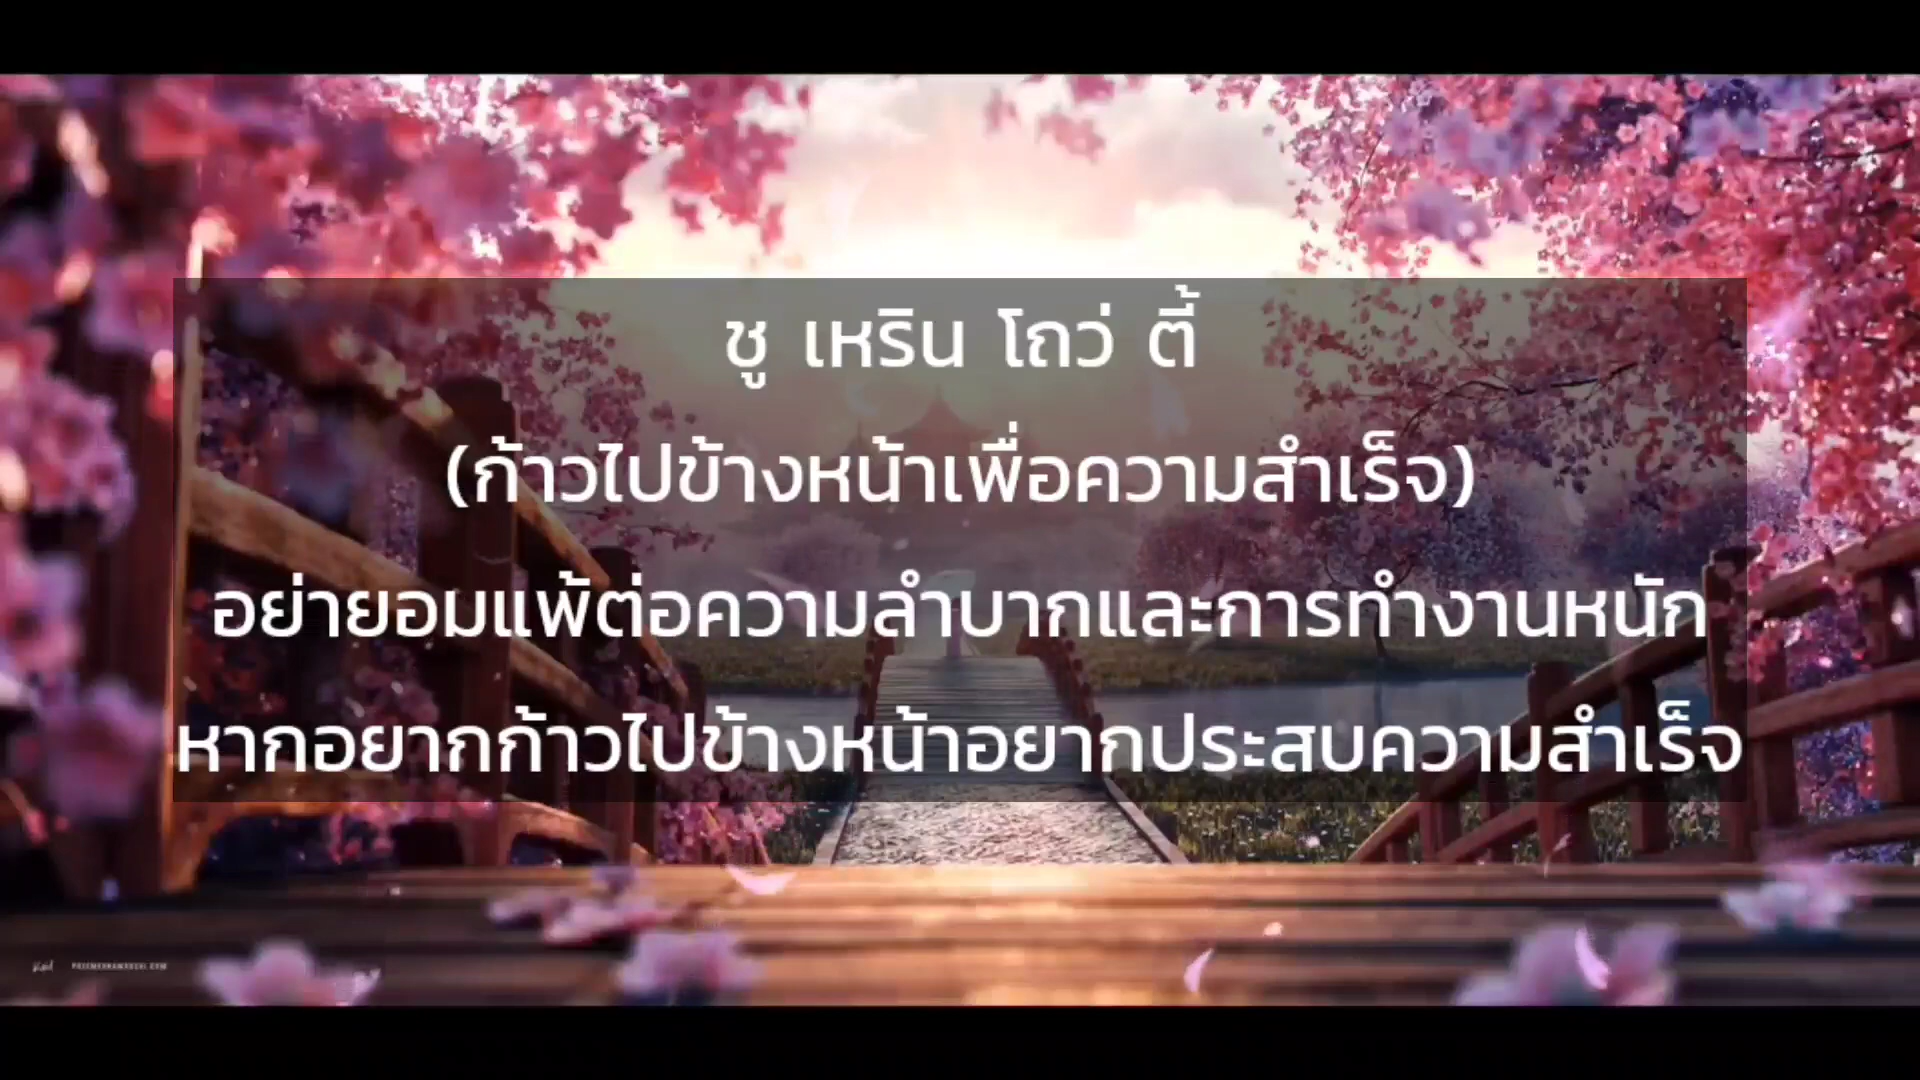 ชู เหริน โถว่ ตี้
(ก้าวไปข้างหน้าเพื่อความสำเร็จ)
อย่ายอมแพ้ต่อความลำบากและการทำงานหนัก
หากอยากก้าวไปข้างหน้าอยากประสบความสำเร็จ